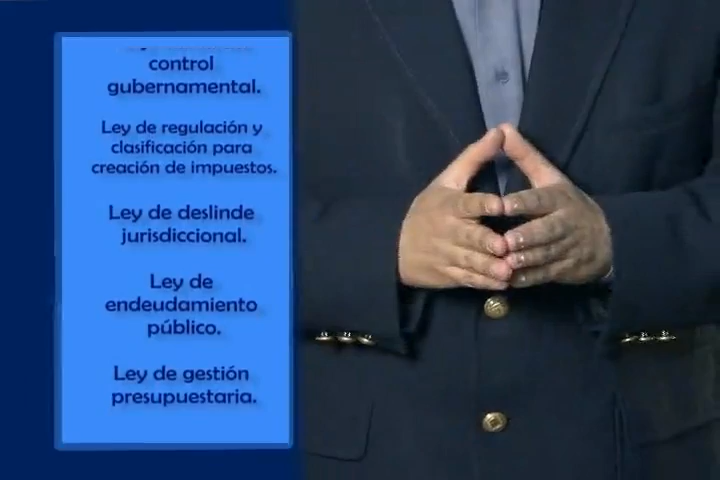 control
gubernamental.
Ley de regulación y
clasificación para
creación de impuestos.
Ley de deslinde
jurisdiccional.
Ley de
endeudamiento
público.
Ley de gestión
presupuestaria.